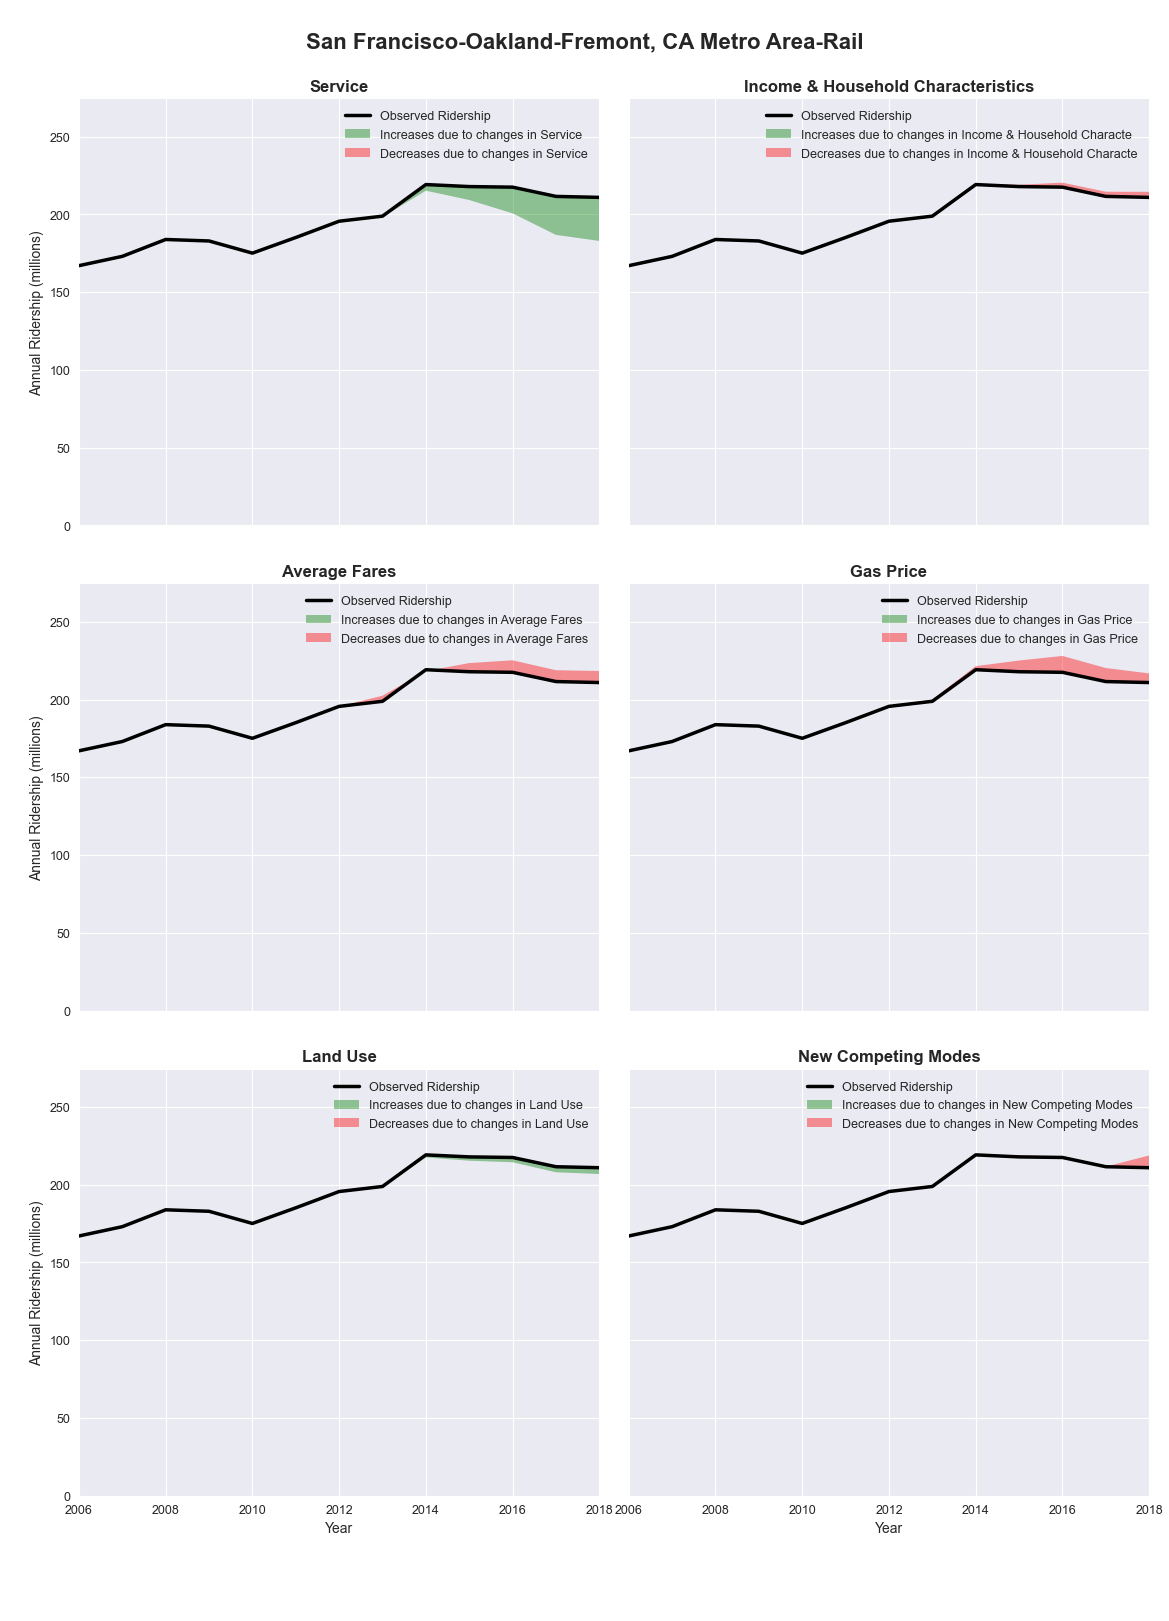 San Francisco-Oakland-Fremont, CA Metro Area-Rail
Service
Observed Ridership
Increases due to changes in Service
Decreases due to changes in Service
250
200
150
100
50
0
Annual Ridership (millions)
Income & Household Characteristics
Observed Ridership
Increases due to changes in Income & Household Characte
Decreases due to changes in Income & Household Characte
Average Fares
Observed Ridership
Increases due to changes in Average Fares
Decreases due to changes in Average Fares
250
200
150
100
50
0
Annual Ridership (millions)
Gas Price
Observed Ridership
Increases due to changes in Gas Price
Decreases due to changes in Gas Price
Land Use
Observed Ridership
Increases due to changes in Land Use
Decreases due to changes in Land Use
250
200
150
100
50
0
Annual Ridership (millions)
2006 2008 2010 2012 2014 2016 2018
Year
New Competing Modes
Observed Ridership
Increases due to changes in New Competing Modes
Decreases due to changes in New Competing Modes
2006 2008 2010 2012 2014 2016 2018
Year